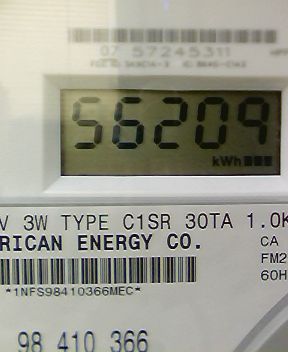 07 57245311
56209
kWh
V 3W TYPE C1SR 30TA 1.0K
RICAN ENERGY CO.
CA
FM2
60H
*1NFS98410366MEC*
98 410 366